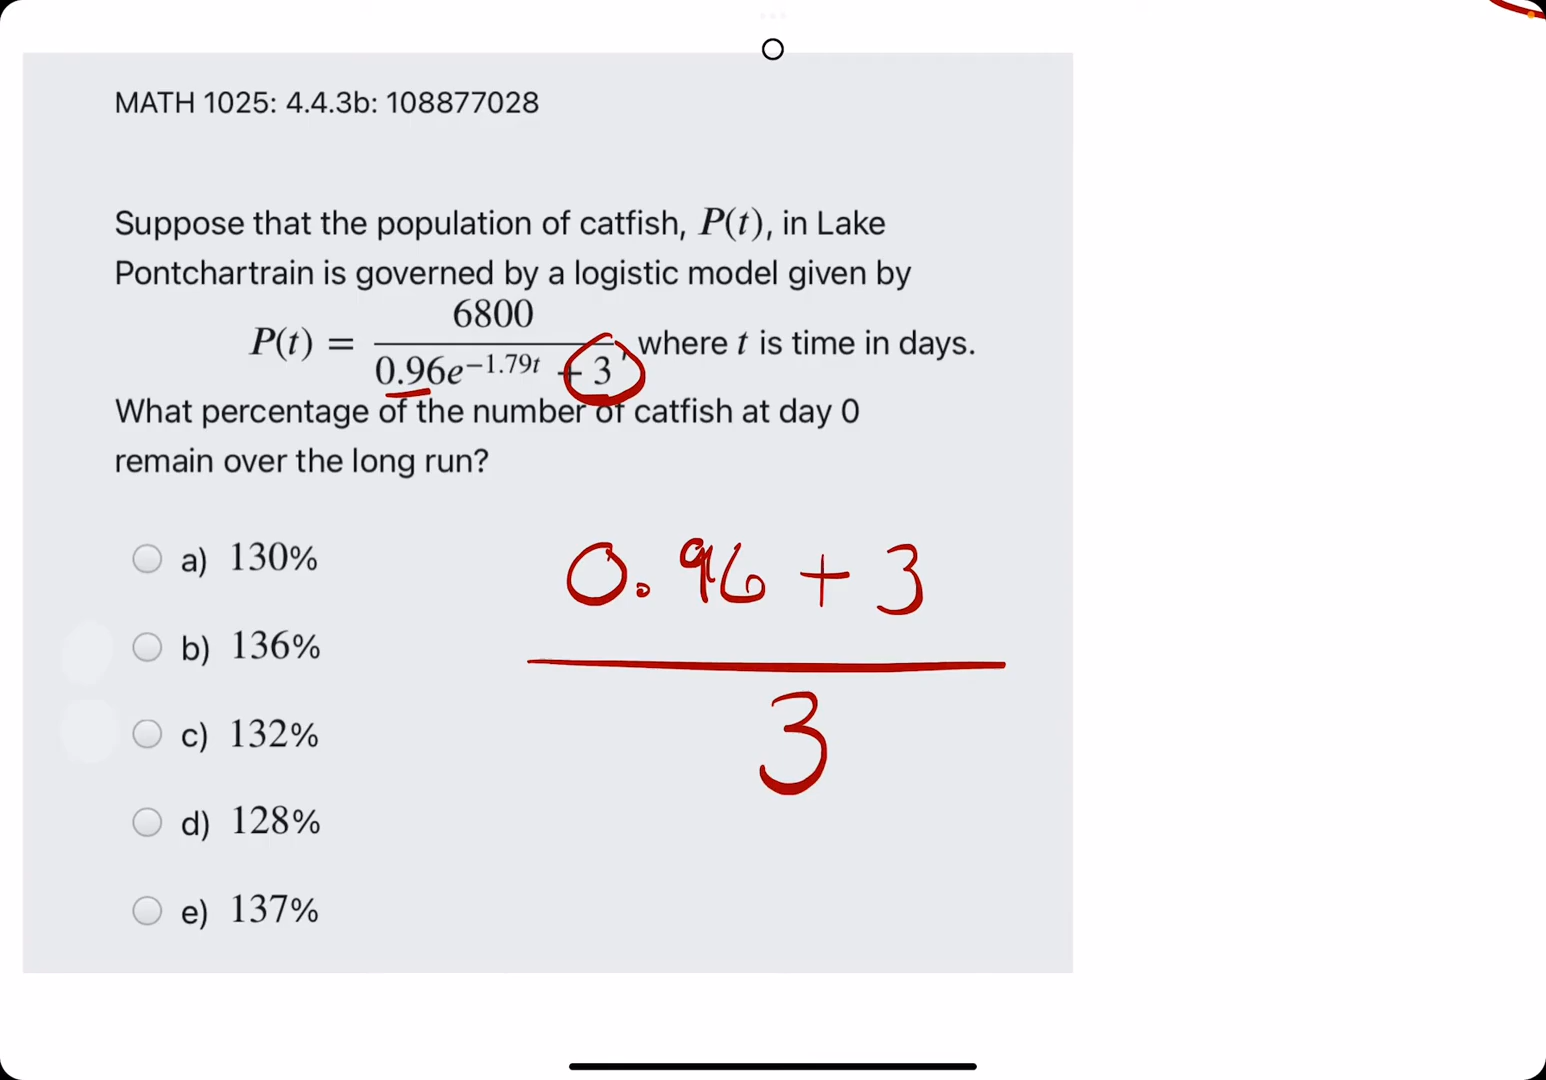 MATH 1025: 4.4.3b: 108877028
Suppose that the population of catfish, P(t), in Lake
Pontchartrain is governed by a logistic model given by
P(t) = 6800 / (0.96e^{-1.79t} + 3), where t is time in days.
What percentage of the number of catfish at day 0
remain over the long run?
a) 130%
b) 136%
c) 132%
d) 128%
e) 137%
0.96 + 3
3